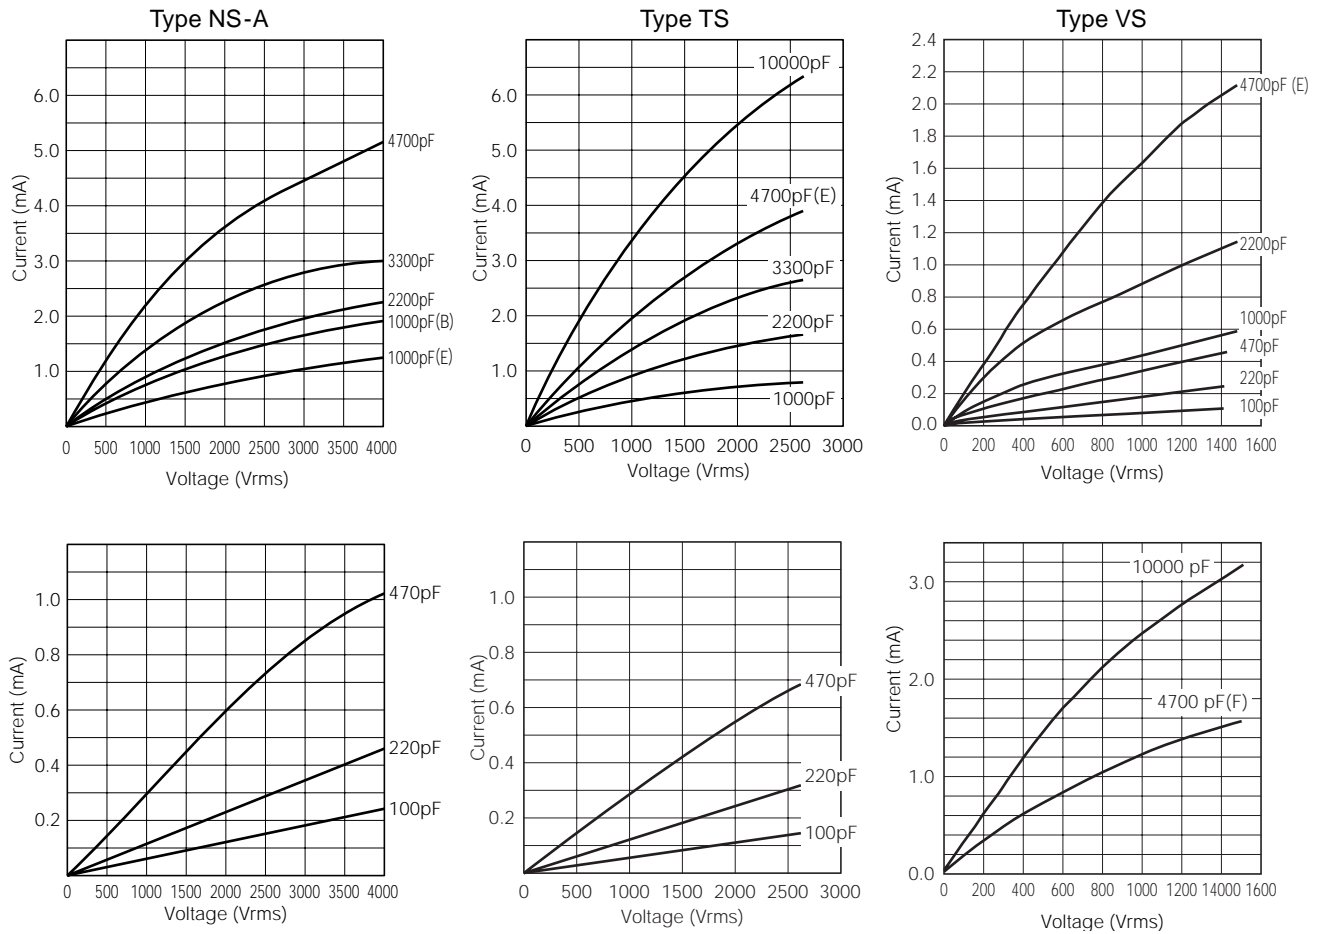 Type NS-A
6.0
5.0
4.0
3.0
2.0
1.0
Current (mA)
4700pF
3300pF
2200pF
1000pF(B)
1000pF(E)
0 500 1000 1500 2000 2500 3000 3500 4000
Voltage (Vrms)
Type TS
6.0
5.0
4.0
3.0
2.0
1.0
Current (mA)
10000pF
4700pF(E)
3300pF
2200pF
1000pF
0 500 1000 1500 2000 2500 3000
Voltage (Vrms)
Type VS
2.4
2.2
2.0
1.8
1.6
1.4
1.2
1.0
0.8
0.6
0.4
0.2
0.0
Current (mA)
4700pF (E)
2200pF
1000pF
470pF
220pF
100pF
0 200 400 600 800 1000 1200 1400 1600
Voltage (Vrms)
1.0
0.8
0.6
0.4
0.2
Current (mA)
470pF
220pF
100pF
0 500 1000 1500 2000 2500 3000 3500 4000
Voltage (Vrms)
1.0
0.8
0.6
0.4
0.2
Current (mA)
470pF
220pF
100pF
0 500 1000 1500 2000 2500 3000
Voltage (Vrms)
3.0
2.0
1.0
0.0
Current (mA)
10000 pF
4700 pF(F)
0 200 400 600 800 1000 1200 14000 1600
Voltage (Vrms)